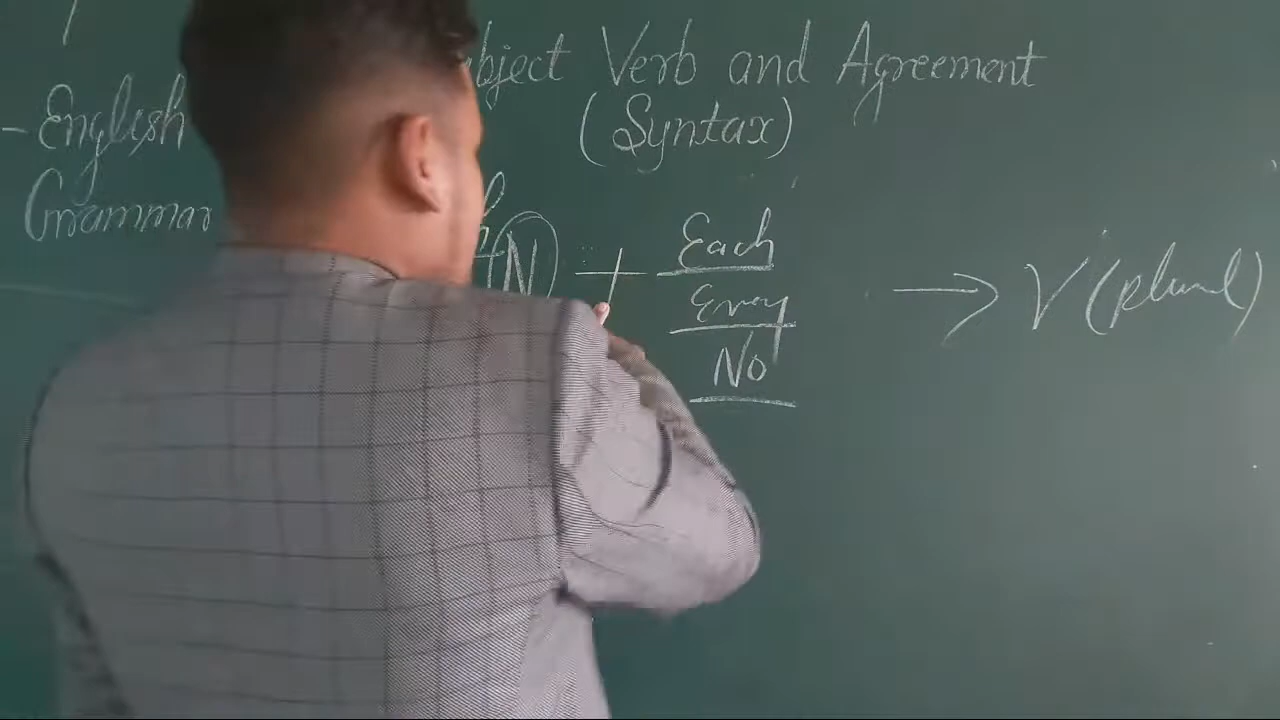 English
Grammar
bject Verb and Agreement
(Syntax)
N + Each
Every
No
→ V (plural)